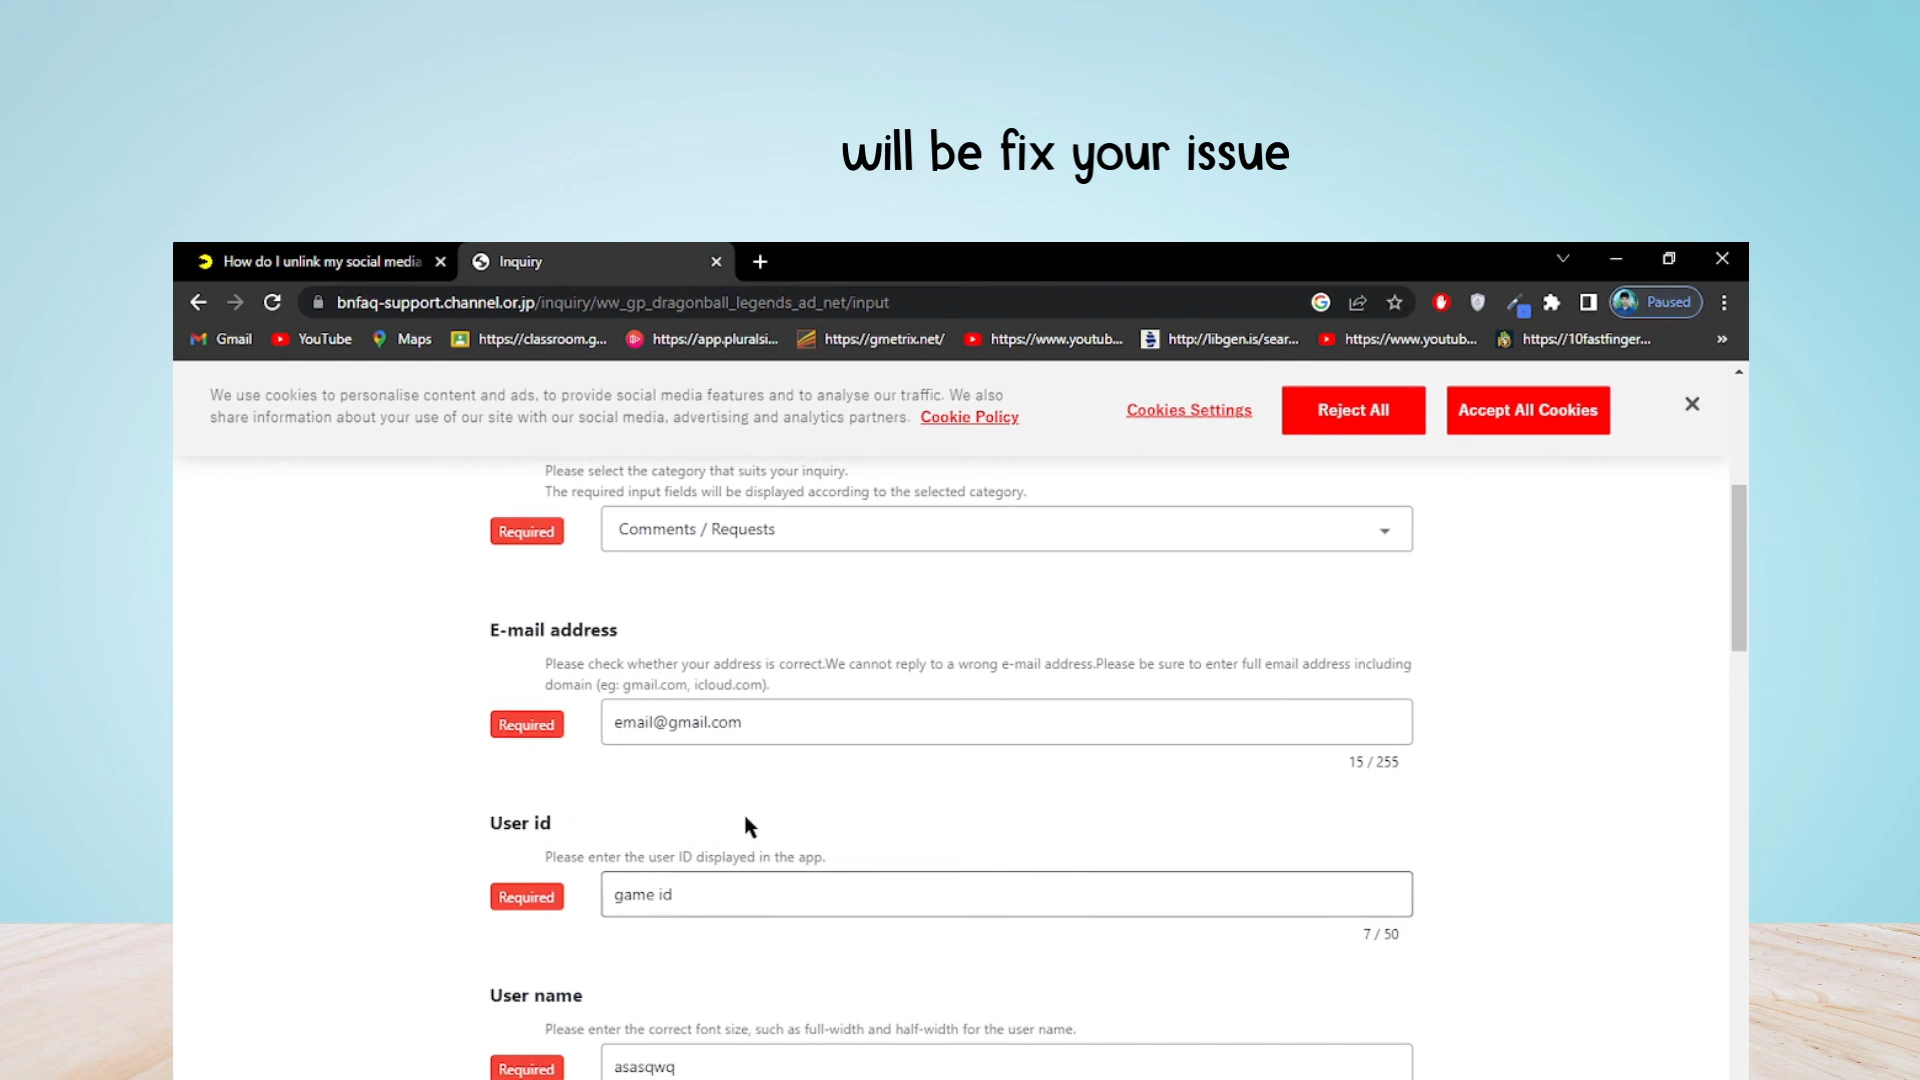 will be fix your issue
How do I unlink my social media
Inquiry
bnfaq-support.channel.or.jp/inquiry/ww_gp_dragonball_legends_ad_net/input
Paused
Gmail
YouTube
Maps
https://classroom.g...
https://app.pluralsi...
https://gmetrix.net/
https://www.youtub...
http://libgen.is/sear...
https://www.youtub...
https://10fastfinger...
»
We use cookies to personalise content and ads, to provide social media features and to analyse our traffic. We also
share information about your use of our site with our social media, advertising and analytics partners. Cookie Policy
Cookies Settings
Reject All
Accept All Cookies
Please select the category that suits your inquiry.
The required input fields will be displayed according to the selected category.
Required
Comments / Requests
E-mail address
Please check whether your address is correct.We cannot reply to a wrong e-mail address.Please be sure to enter full email address including
domain (eg: gmail.com, icloud.com).
Required
email@gmail.com
15 / 255
User id
Please enter the user ID displayed in the app.
Required
game id
7 / 50
User name
Please enter the correct font size, such as full-width and half-width for the user name.
Required
asasqwq